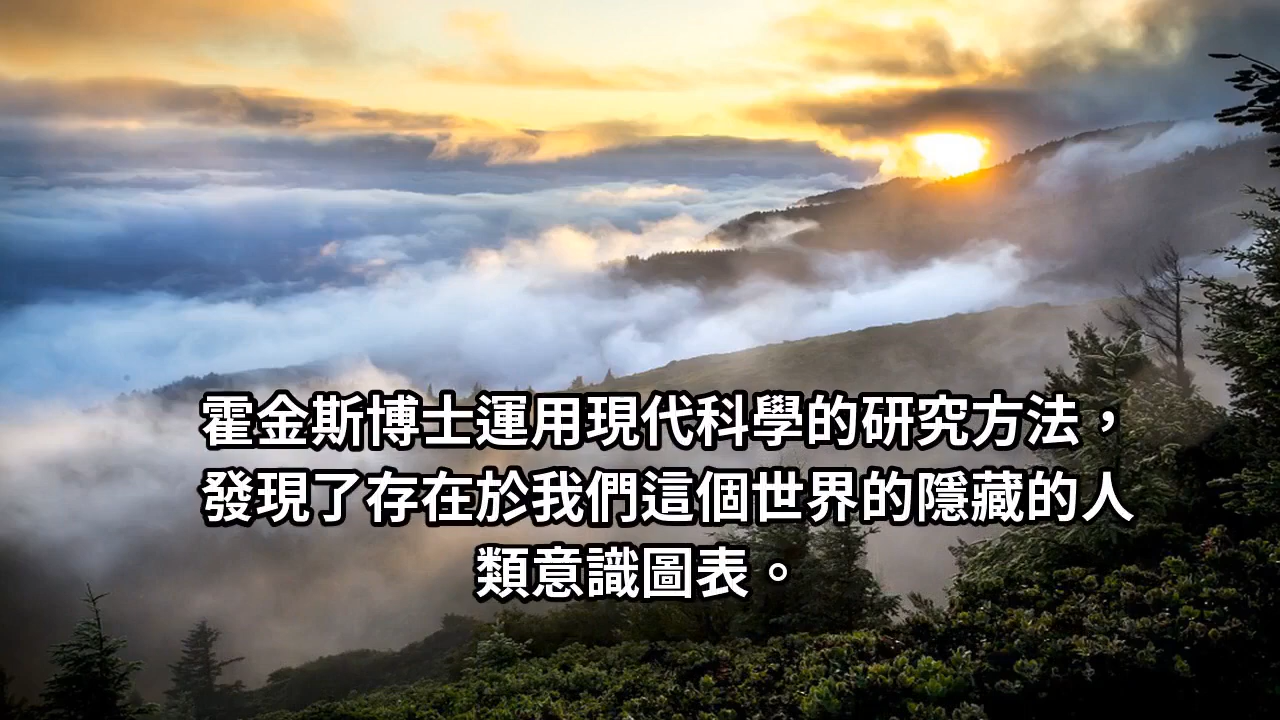 霍金斯博士運用現代科學的研究方法，
發現了存在於我們這個世界的隱藏的人
類意識圖表。